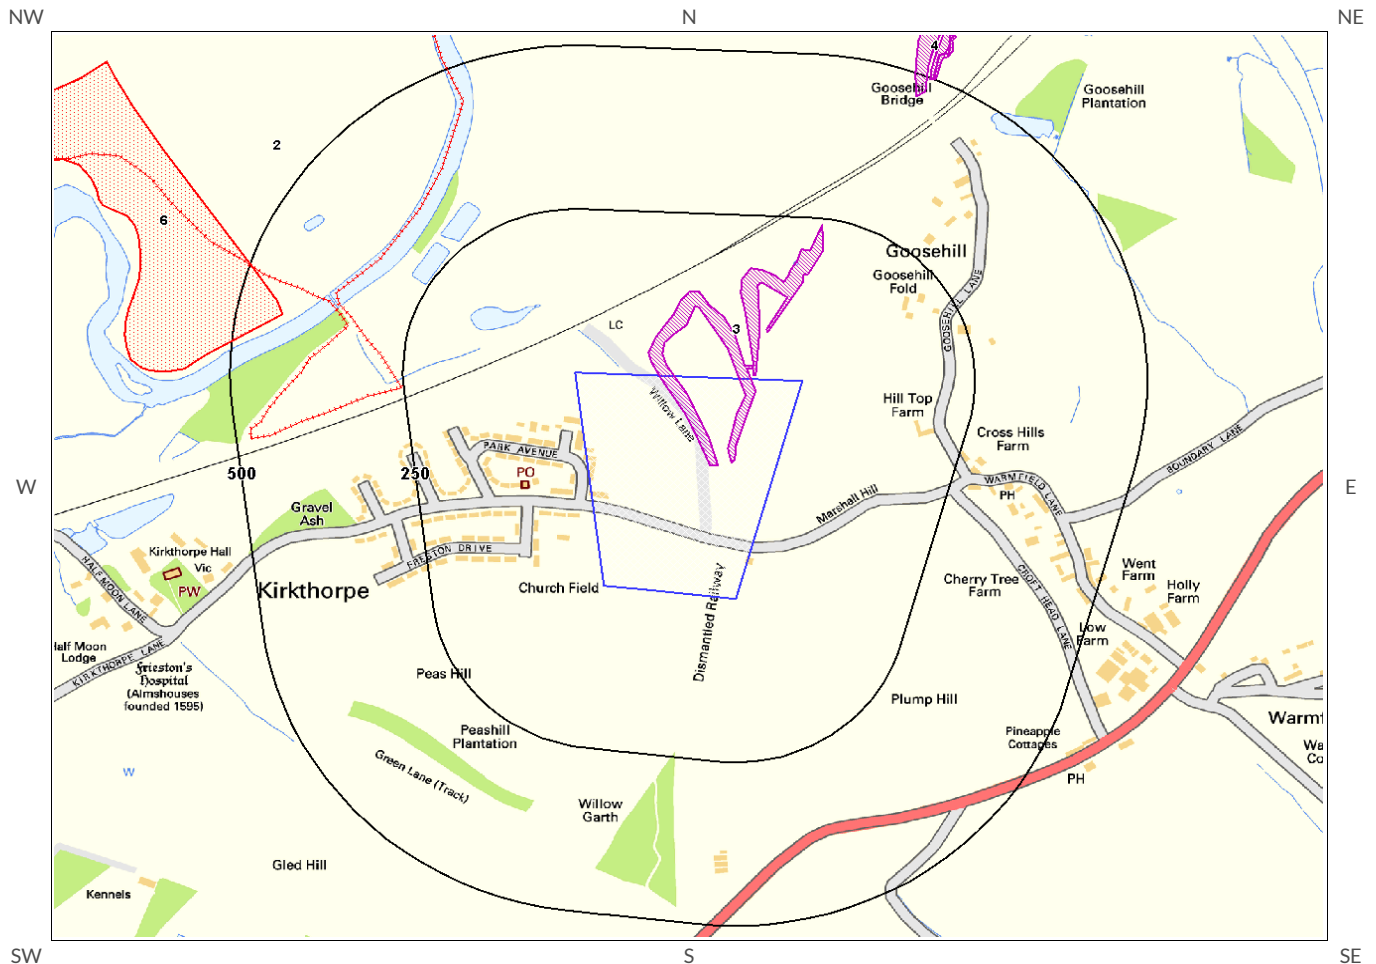 NW
N
NE
4
Goosehill
Bridge
Goosehill
Plantation
2
6
Goosehill
Goosehill
Fold
GOOSEHILL LANE
LC
3
Willow Lane
Hill Top
Farm
Cross Hills
Farm
BOUNDARY LANE
PARK AVENUE
PO
500
250
W
E
WARMFIELD LANE
PH
Marshall Hill
Gravel
Ash
Kirkthorpe Hall
Vic
PW
HALF MOON LANE
FRESTON DRIVE
Kirkthorpe
Church Field
Dismantled Railway
Cherry Tree
Farm
CROFT HEAD LANE
Went
Farm
Holly
Farm
Low
Farm
Half Moon
Lodge
KIRKTHORPE LANE
Frieston's
Hospital
(Almshouses
founded 1595)
Peas Hill
Plump Hill
Peashill
Plantation
Pineapple
Cottages
Warmf
Wa
Co
W
Green Lane (Track)
PH
Willow
Garth
Gled Hill
Kennels
SW
S
SE